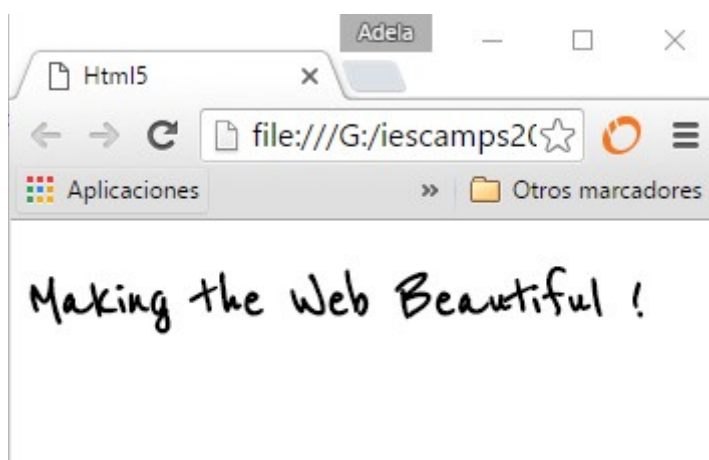 Adela
Html5
file:///G:/iescamps2(
Aplicaciones » Otros marcadores
Making the Web Beautiful !